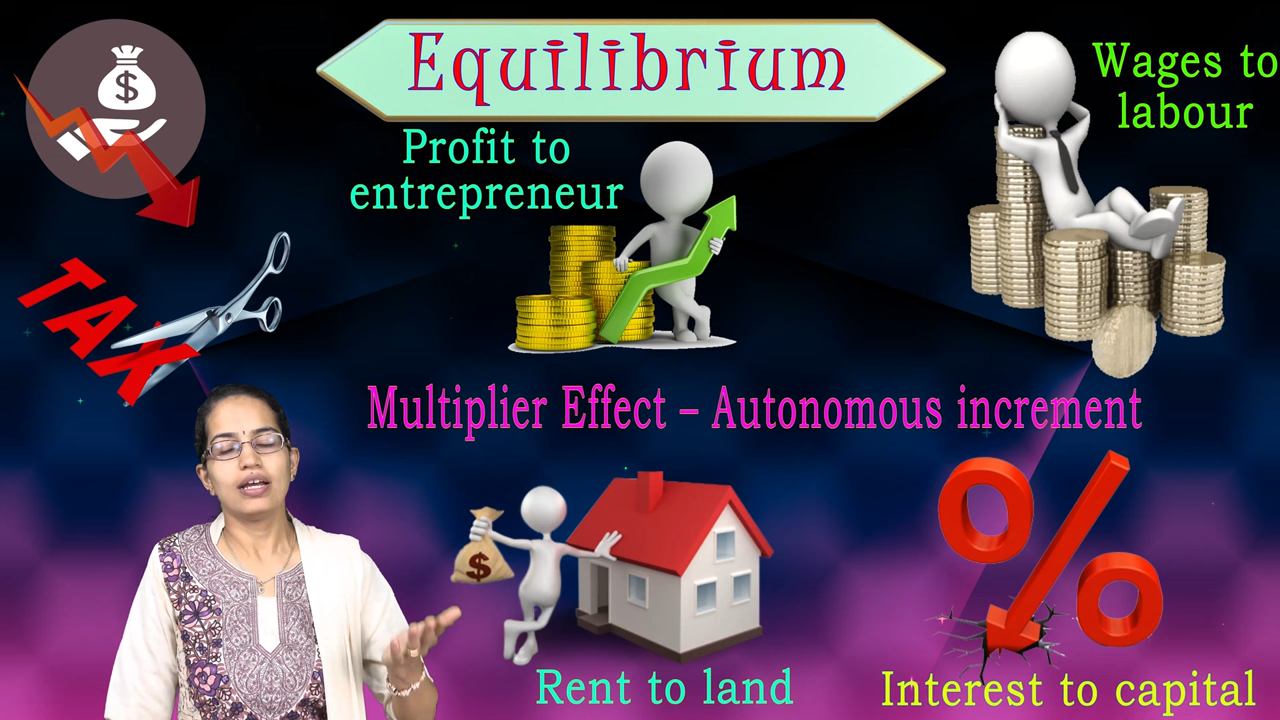 Equilibrium
$
Profit to
entrepreneur
Wages to
labour
TAX
Multiplier Effect – Autonomous increment
$
Rent to land
Interest to capital
%